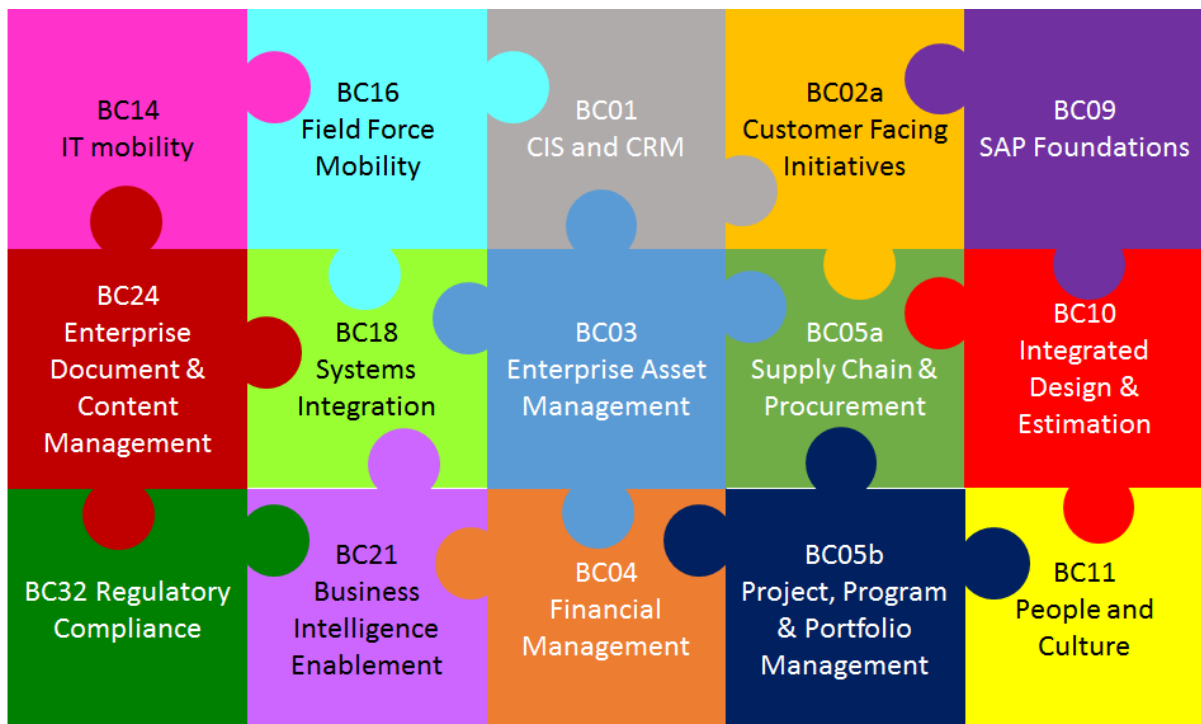 BC14
IT mobility
BC16
Field Force
Mobility
BC01
CIS and CRM
BC02a
Customer Facing
Initiatives
BC09
SAP Foundations
BC24
Enterprise
Document &
Content
Management
BC18
Systems
Integration
BC03
Enterprise Asset
Management
BC05a
Supply Chain &
Procurement
BC10
Integrated
Design &
Estimation
BC32 Regulatory
Compliance
BC21
Business
Intelligence
Enablement
BC04
Financial
Management
BC05b
Project, Program
& Portfolio
Management
BC11
People and
Culture